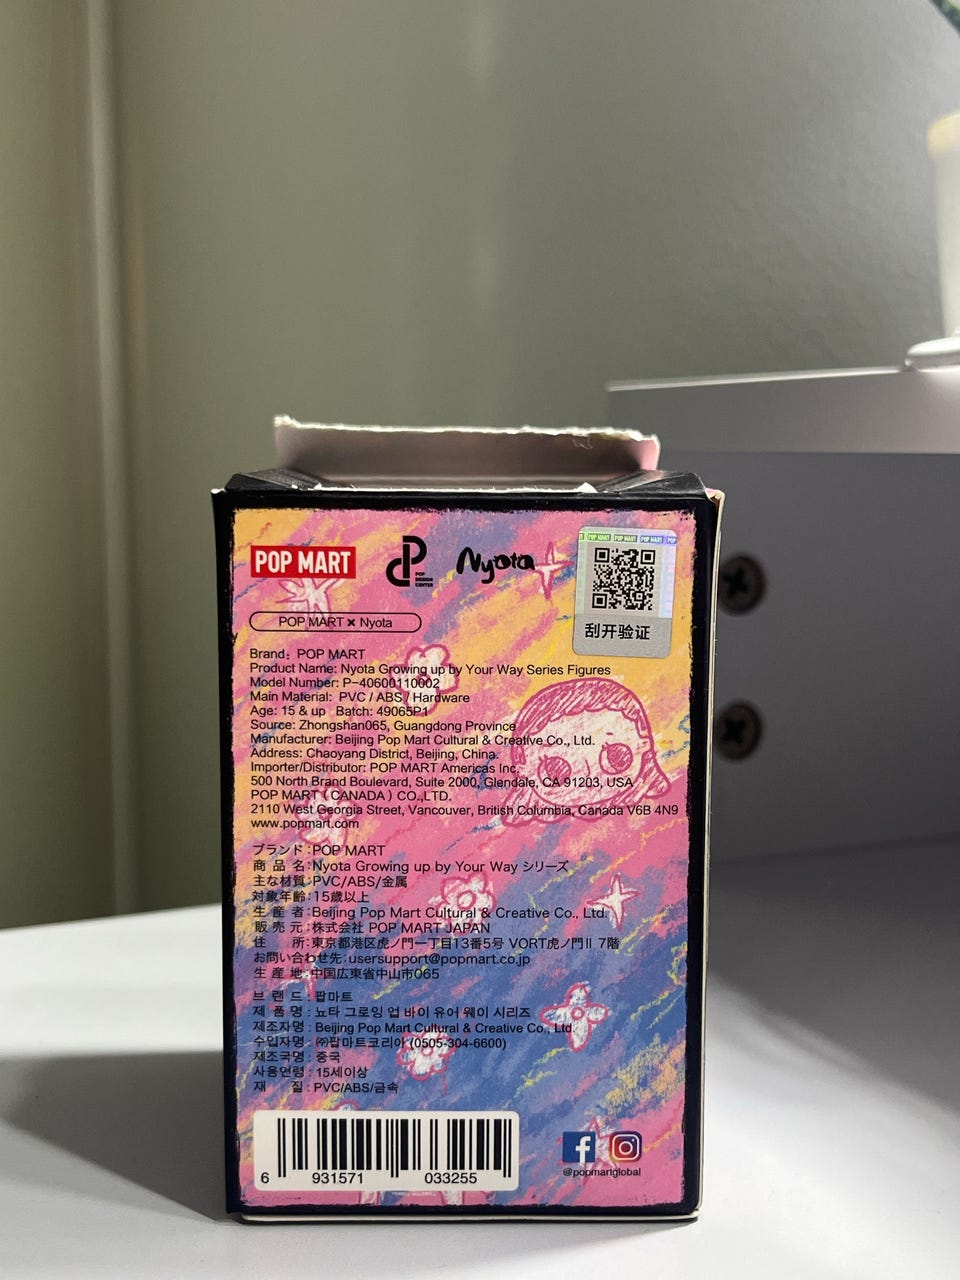 POP MART
POP
DESIGN
CENTER
Nyota
POP MART POP MART POP MART POP
刮开验证
POP MART × Nyota
Brand: POP MART
Product Name: Nyota Growing up by Your Way Series Figures
Model Number: P-40600110002
Main Material: PVC / ABS / Hardware
Age: 15 & up Batch: 49065P1
Source: Zhongshan065, Guangdong Province
Manufacturer: Beijing Pop Mart Cultural & Creative Co., Ltd.
Address: Chaoyang District, Beijing, China.
Importer/Distributor: POP MART Americas Inc.
500 North Brand Boulevard, Suite 2000, Glendale, CA 91203, USA
POP MART (CANADA) CO.,LTD.
2110 West Georgia Street, Vancouver, British Columbia, Canada V6B 4N9
www.popmart.com
ブランド:POP MART
商品名:Nyota Growing up by Your Way シリーズ
主な材質:PVC/ABS/金属
対象年齢:15歳以上
生産者:Beijing Pop Mart Cultural & Creative Co., Ltd.
販売元:株式会社 POP MART JAPAN
住所:東京都港区虎ノ門一丁目13番5号 VORT虎ノ門Ⅱ 7階
お問い合わせ先:usersupport@popmart.co.jp
生産地:中国広東省中山市065
브랜드 : 팝마트
제품명 : 뇨타 그로잉 업 바이 유어 웨이 시리즈
제조자명 : Beijing Pop Mart Cultural & Creative Co., Ltd.
수입자명 : ㈜팝마트코리아 (0505-304-6600)
제조국명 : 중국
사용연령 : 15세이상
재질 : PVC/ABS/금속
6 931571 033255
@popmartglobal